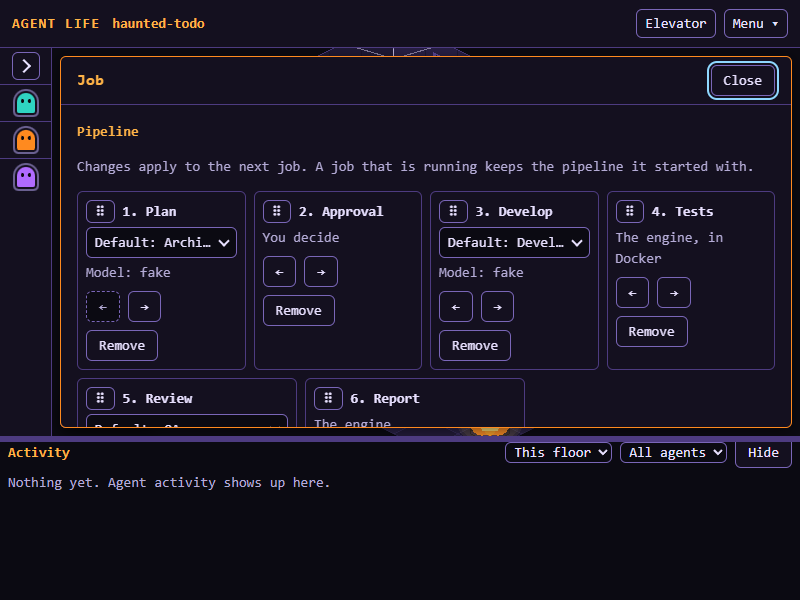 AGENT LIFE haunted-todo
Elevator
Menu ▾
Job
Close
Pipeline
Changes apply to the next job. A job that is running keeps the pipeline it started with.
⠿ 1. Plan
Default: Archi…
Model: fake
← →
Remove
⠿ 2. Approval
You decide
← →
Remove
⠿ 3. Develop
Default: Devel…
Model: fake
← →
Remove
⠿ 4. Tests
The engine, in
Docker
← →
Remove
⠿ 5. Review
⠿ 6. Report
The engine
Activity
This floor
All agents
Hide
Nothing yet. Agent activity shows up here.